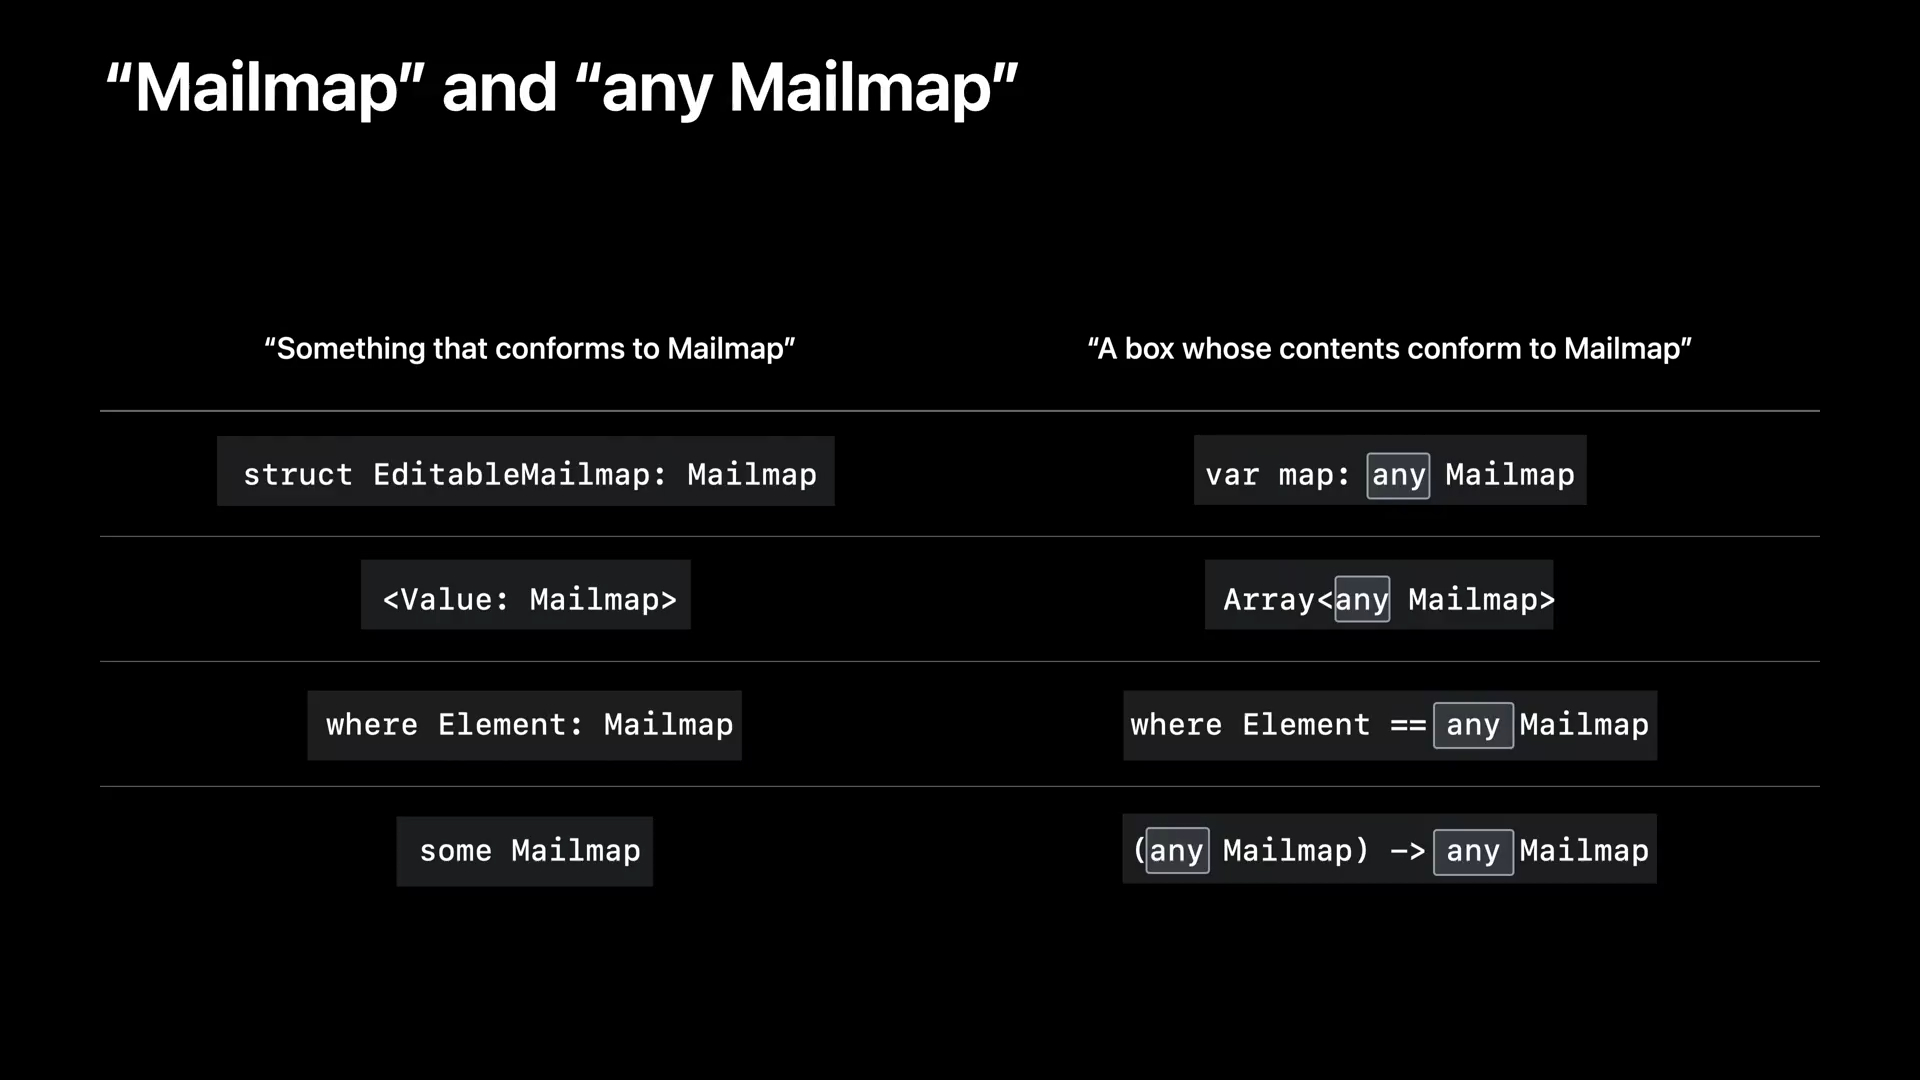 “Mailmap” and “any Mailmap”
“Something that conforms to Mailmap”
“A box whose contents conform to Mailmap”
struct EditableMailmap: Mailmap
var map: any Mailmap
<Value: Mailmap>
Array<any Mailmap>
where Element: Mailmap
where Element == any Mailmap
some Mailmap
(any Mailmap) -> any Mailmap